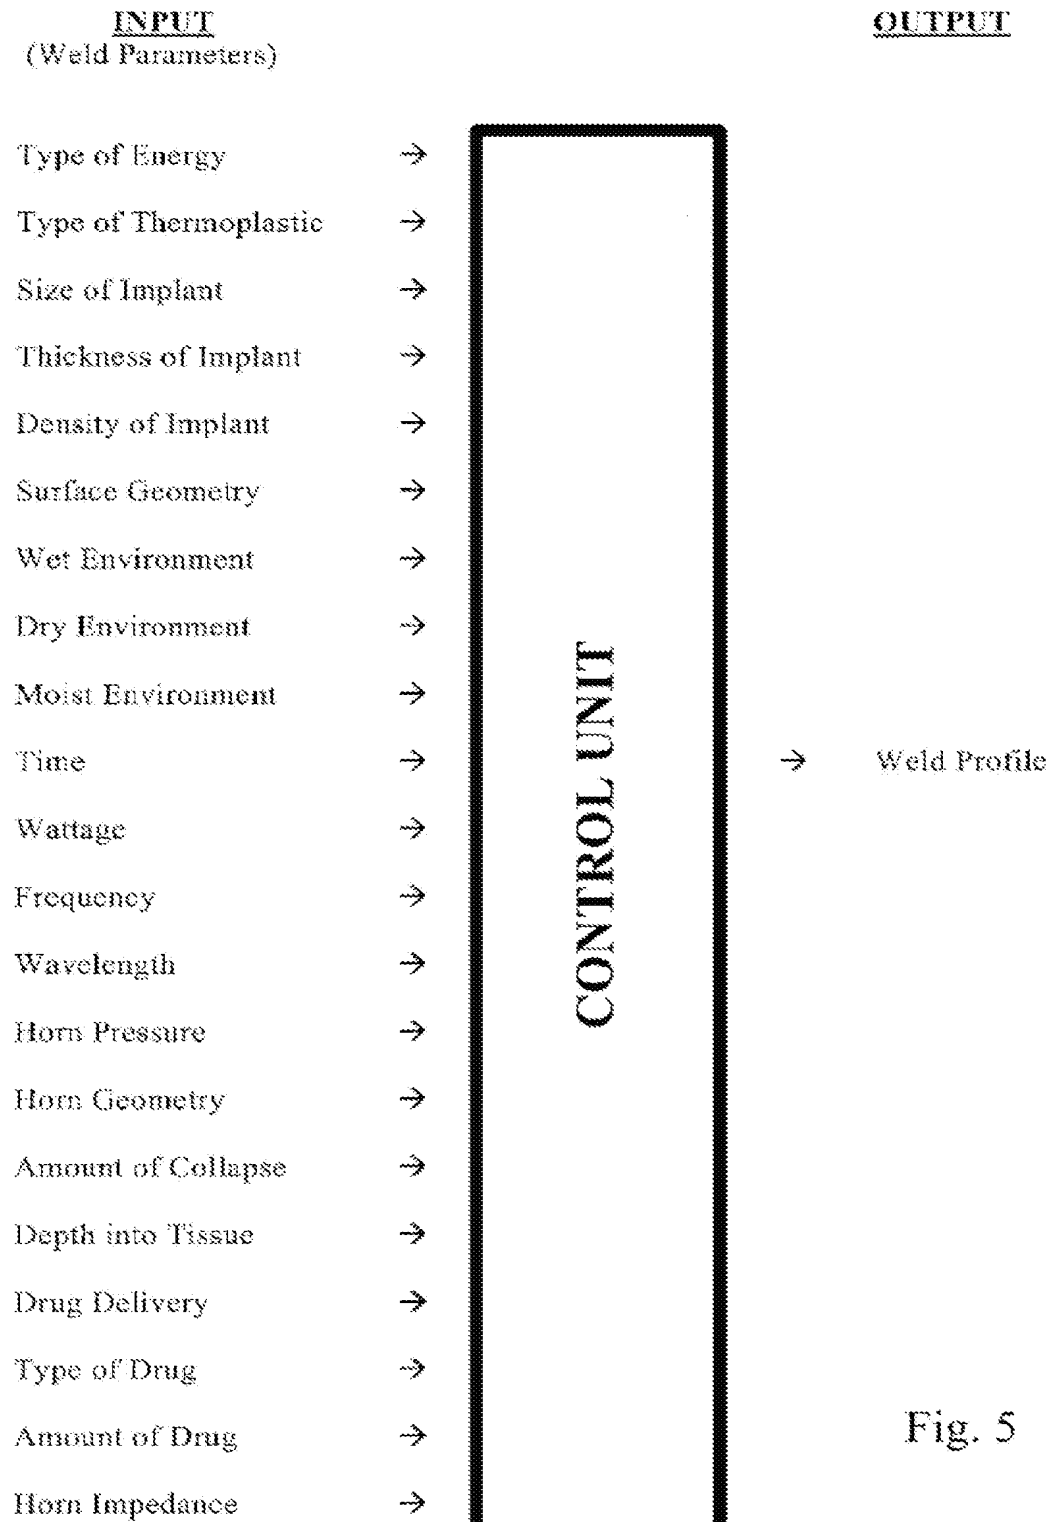 INPUT
OUTPUT
(Weld Parameters)
Type of Energy →
Type of Thermoplastic →
Size of Implant →
Thickness of Implant →
Density of Implant →
Surface Geometry →
Wet Environment →
Dry Environment →
Moist Environment →
Time →
→ Weld Profile
Wattage →
Frequency →
Wavelength →
Horn Pressure →
Horn Geometry →
Amount of Collapse →
Depth into Tissue →
Drug Delivery →
Type of Drug →
Amount of Drug →
Horn Impedance →
CONTROL UNIT
Fig. 5